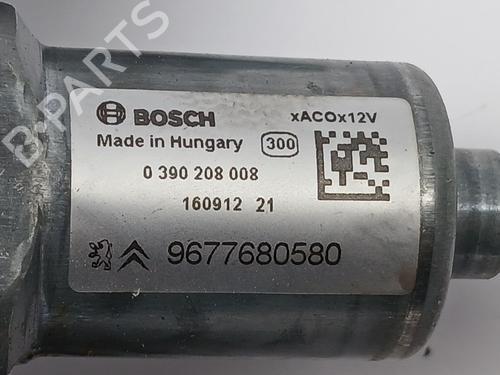 B-PARTS
BOSCH
xACOx12V
Made in Hungary
300
0 390 208 008
160912 21
9677680580